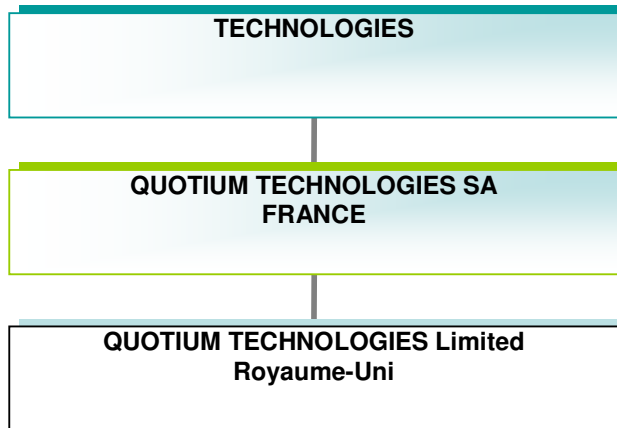 TECHNOLOGIES
QUOTIUM TECHNOLOGIES SA
FRANCE
QUOTIUM TECHNOLOGIES Limited
Royaume-Uni